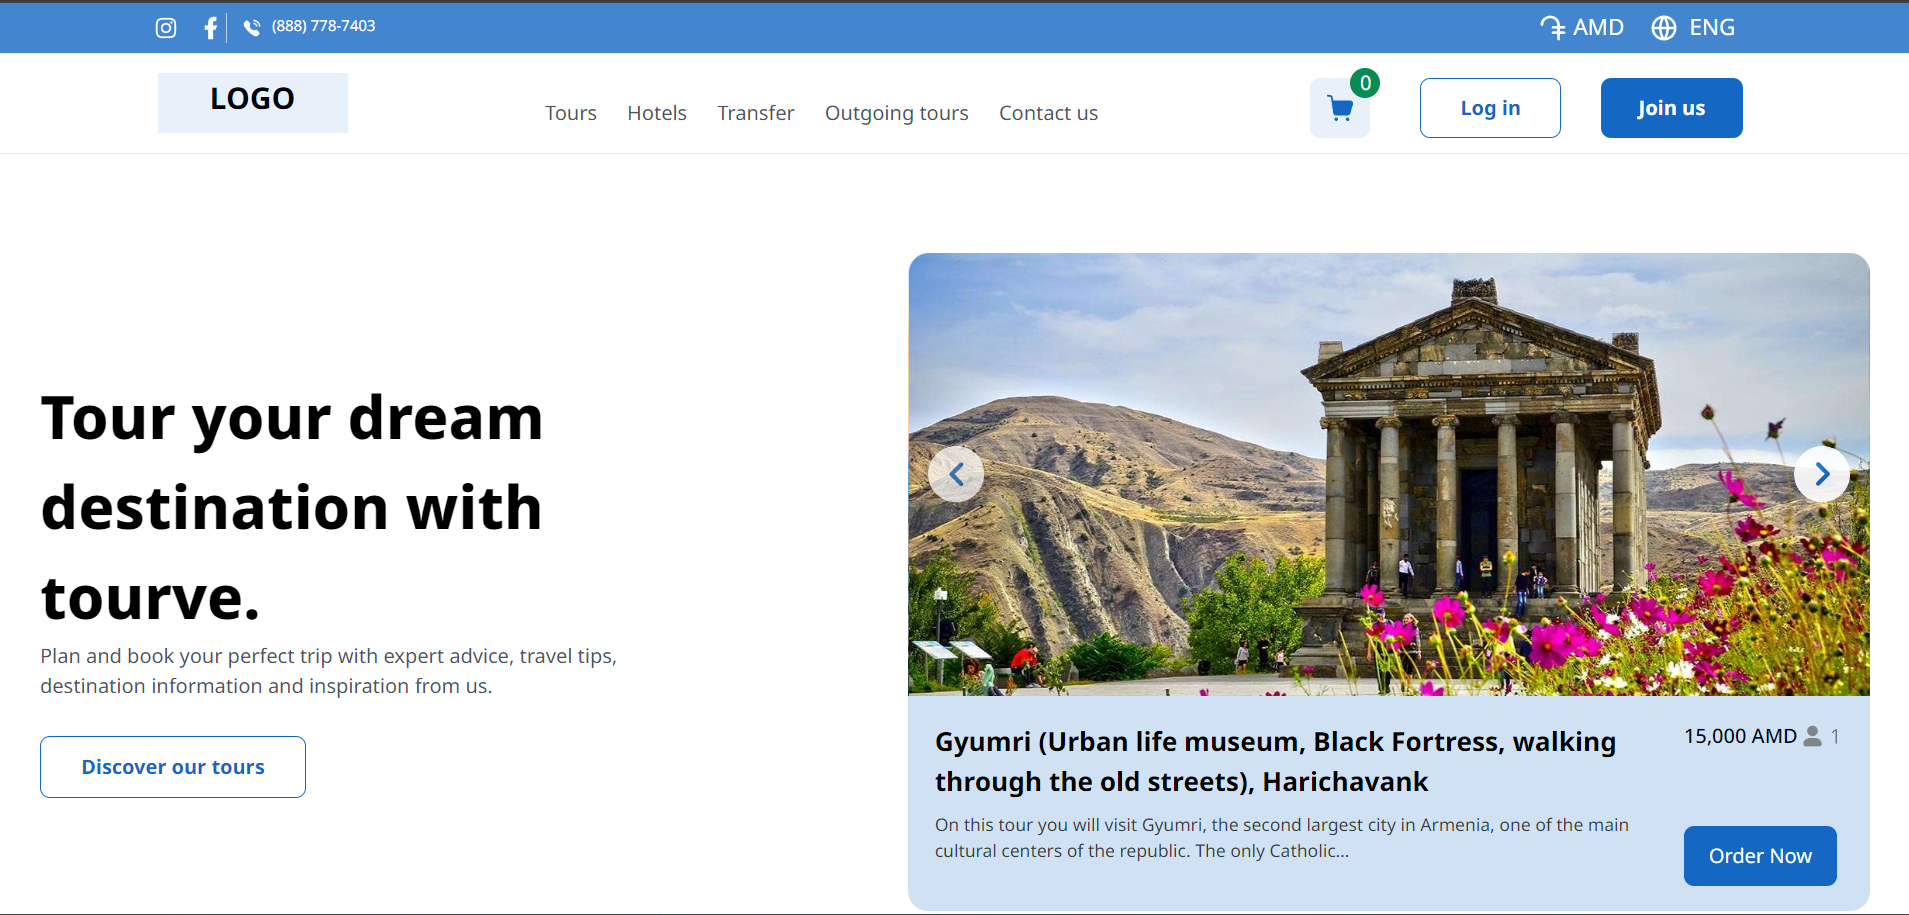 (888) 778-7403
AMD
ENG
LOGO
Tours
Hotels
Transfer
Outgoing tours
Contact us
0
Log in
Join us
Tour your dream
destination with
tourve.
Plan and book your perfect trip with expert advice, travel tips,
destination information and inspiration from us.
Discover our tours
Gyumri (Urban life museum, Black Fortress, walking
through the old streets), Harichavank
15,000 AMD
1
On this tour you will visit Gyumri, the second largest city in Armenia, one of the main
cultural centers of the republic. The only Catholic...
Order Now